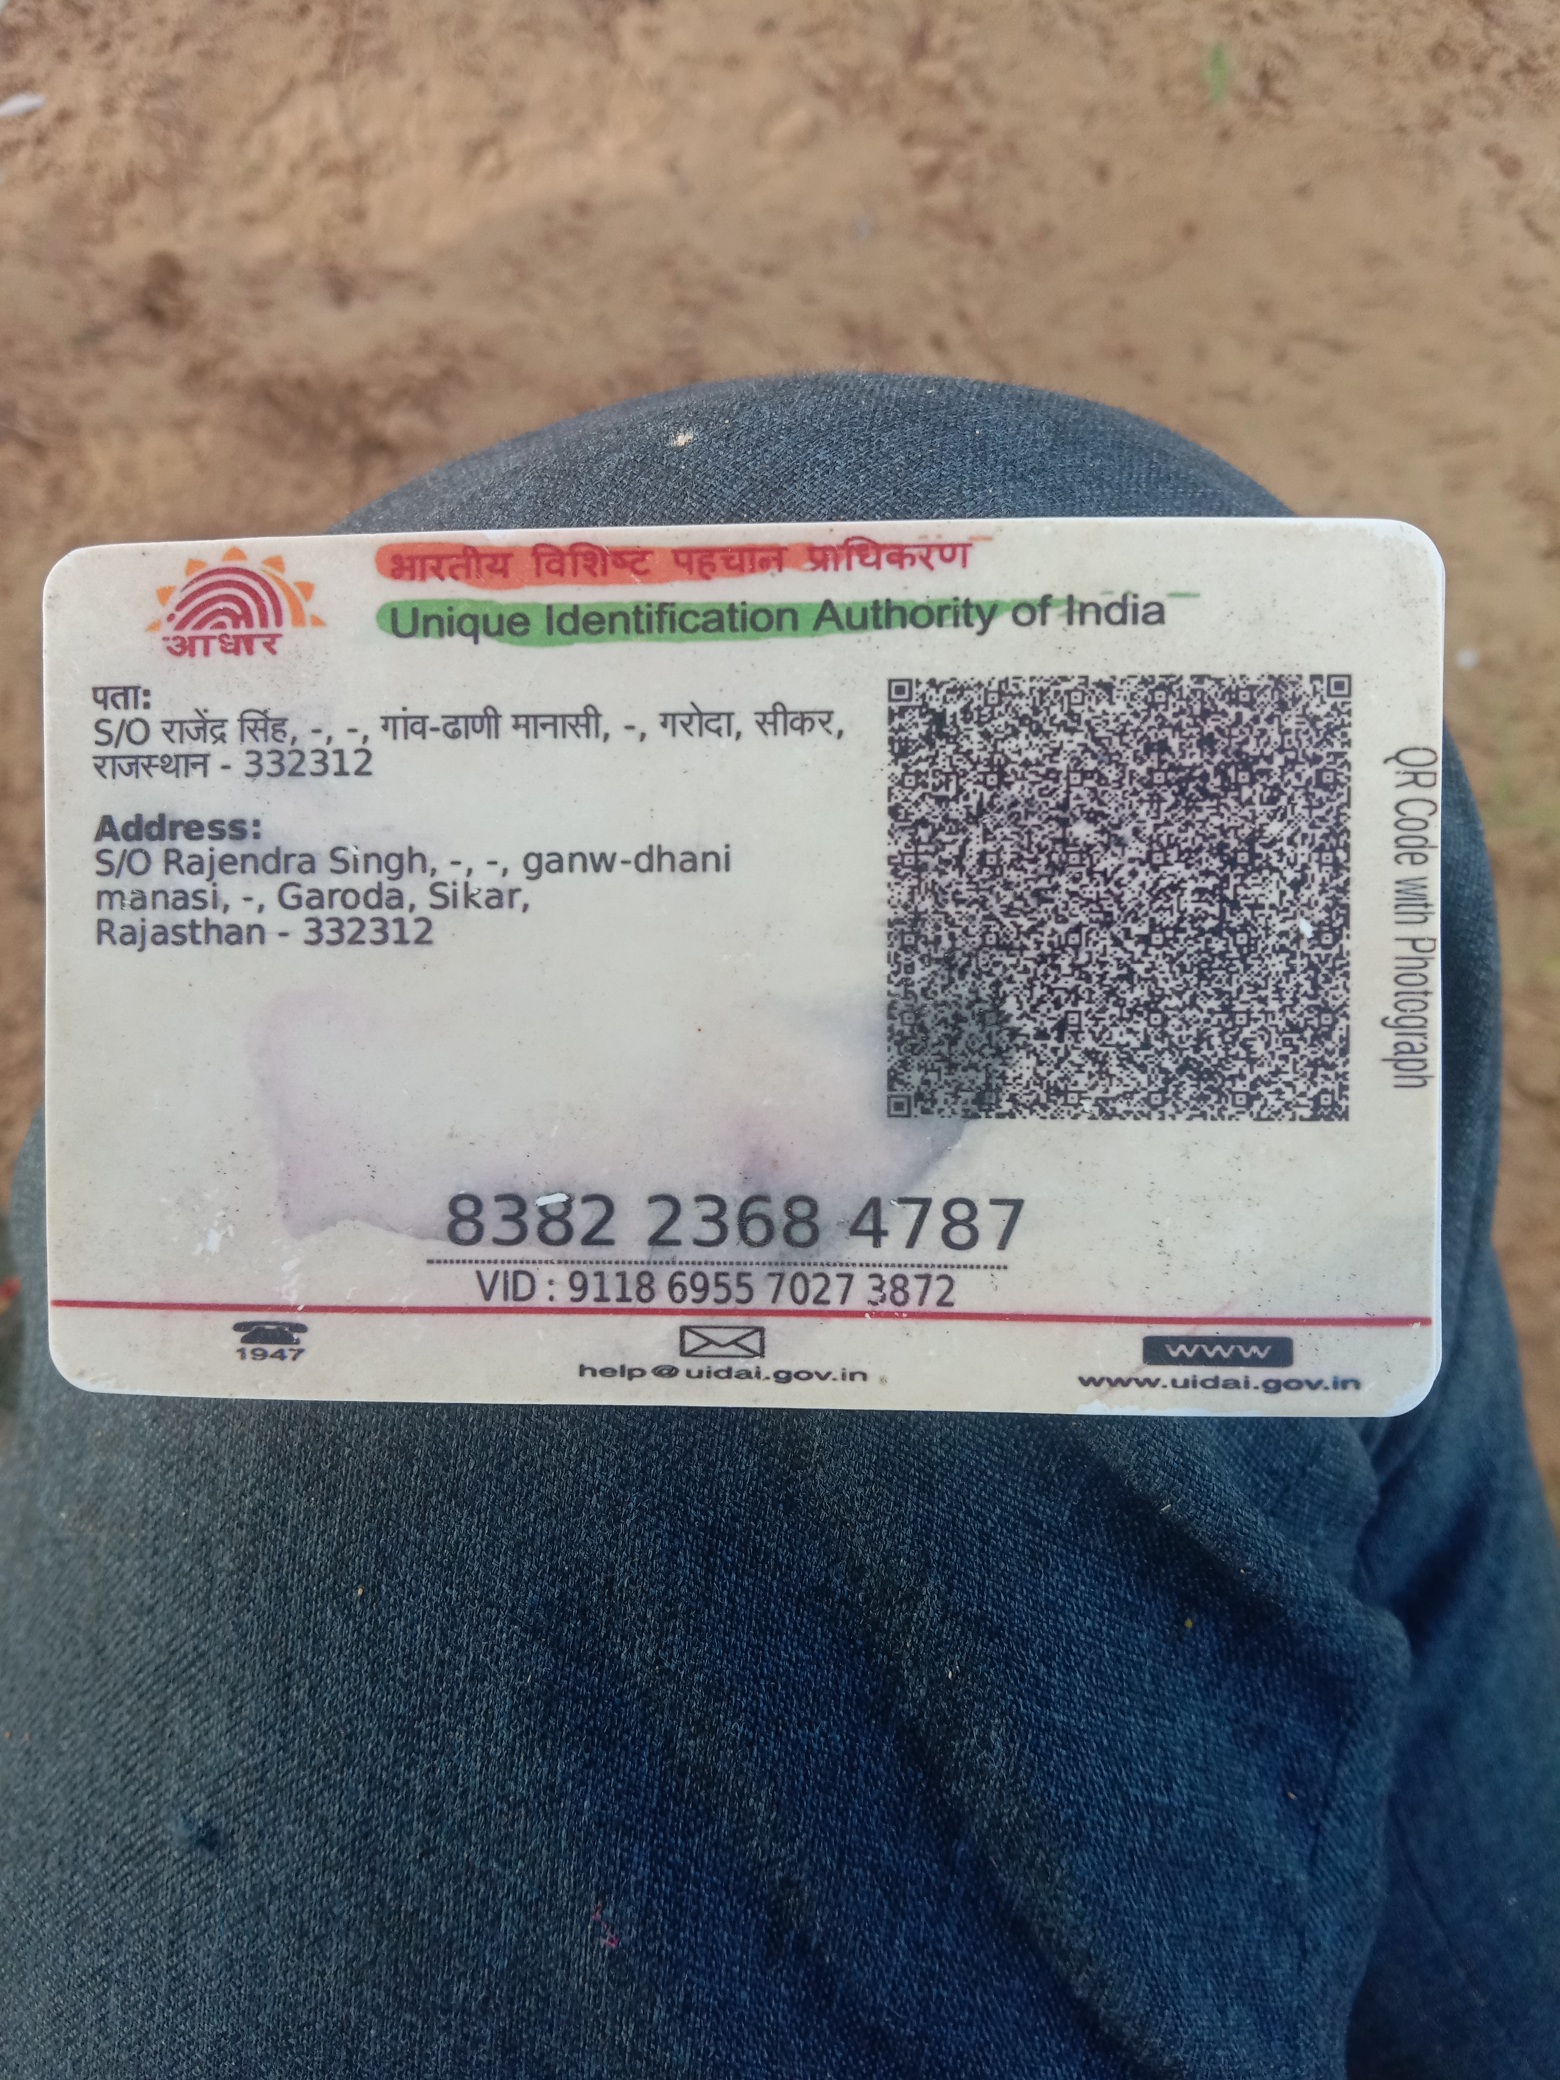 भारतीय विशिष्ट पहचान प्राधिकरण
Unique Identification Authority of India
आधार
पता:
S/O राजेंद्र सिंह, -, -, गांव-ढाणी मानासी, -, गरोदा, सीकर,
राजस्थान - 332312
Address:
S/O Rajendra Singh, -, -, ganw-dhani
manasi, -, Garoda, Sikar,
Rajasthan - 332312
QR Code with Photograph
8382 2368 4787
VID : 9118 6955 7027 3872
1947
help@uidai.gov.in
www
www.uidai.gov.in